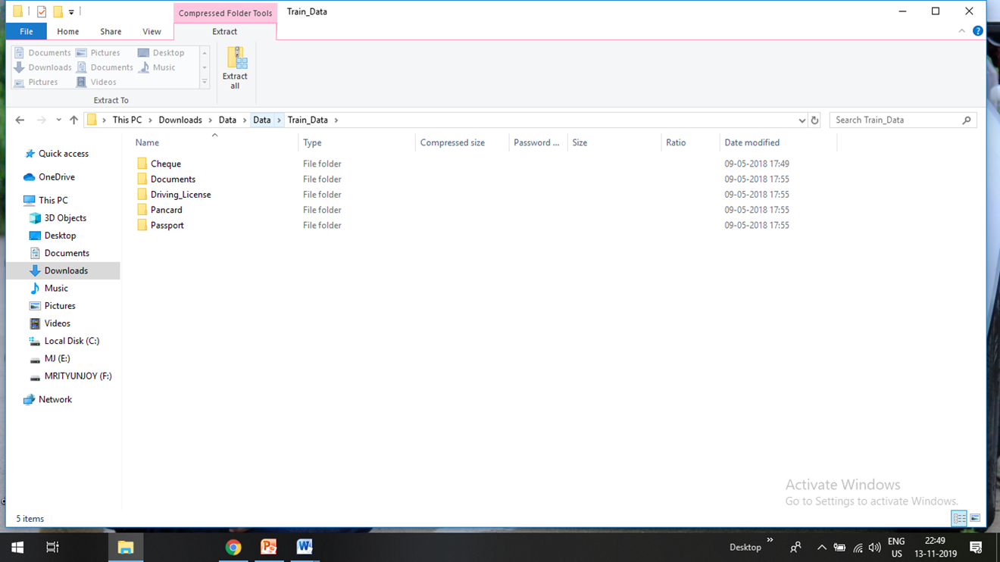 Compressed Folder Tools Train_Data
File Home Share View Extract
Documents Pictures Desktop
Downloads Documents Music
Pictures Videos
Extract all
Extract To
This PC Downloads Data Data Train_Data
Search Train_Data
Name Type Compressed size Password ... Size Ratio Date modified
Cheque File folder 09-05-2018 17:49
Documents File folder 09-05-2018 17:55
Driving_License File folder 09-05-2018 17:55
Pancard File folder 09-05-2018 17:55
Passport File folder 09-05-2018 17:55
Quick access
OneDrive
This PC
3D Objects
Desktop
Documents
Downloads
Music
Pictures
Videos
Local Disk (C:)
MJ (E:)
MRITYUNJOY (F:)
Network
Activate Windows
Go to Settings to activate Windows.
5 items
Desktop
ENG
US
22:49
13-11-2019